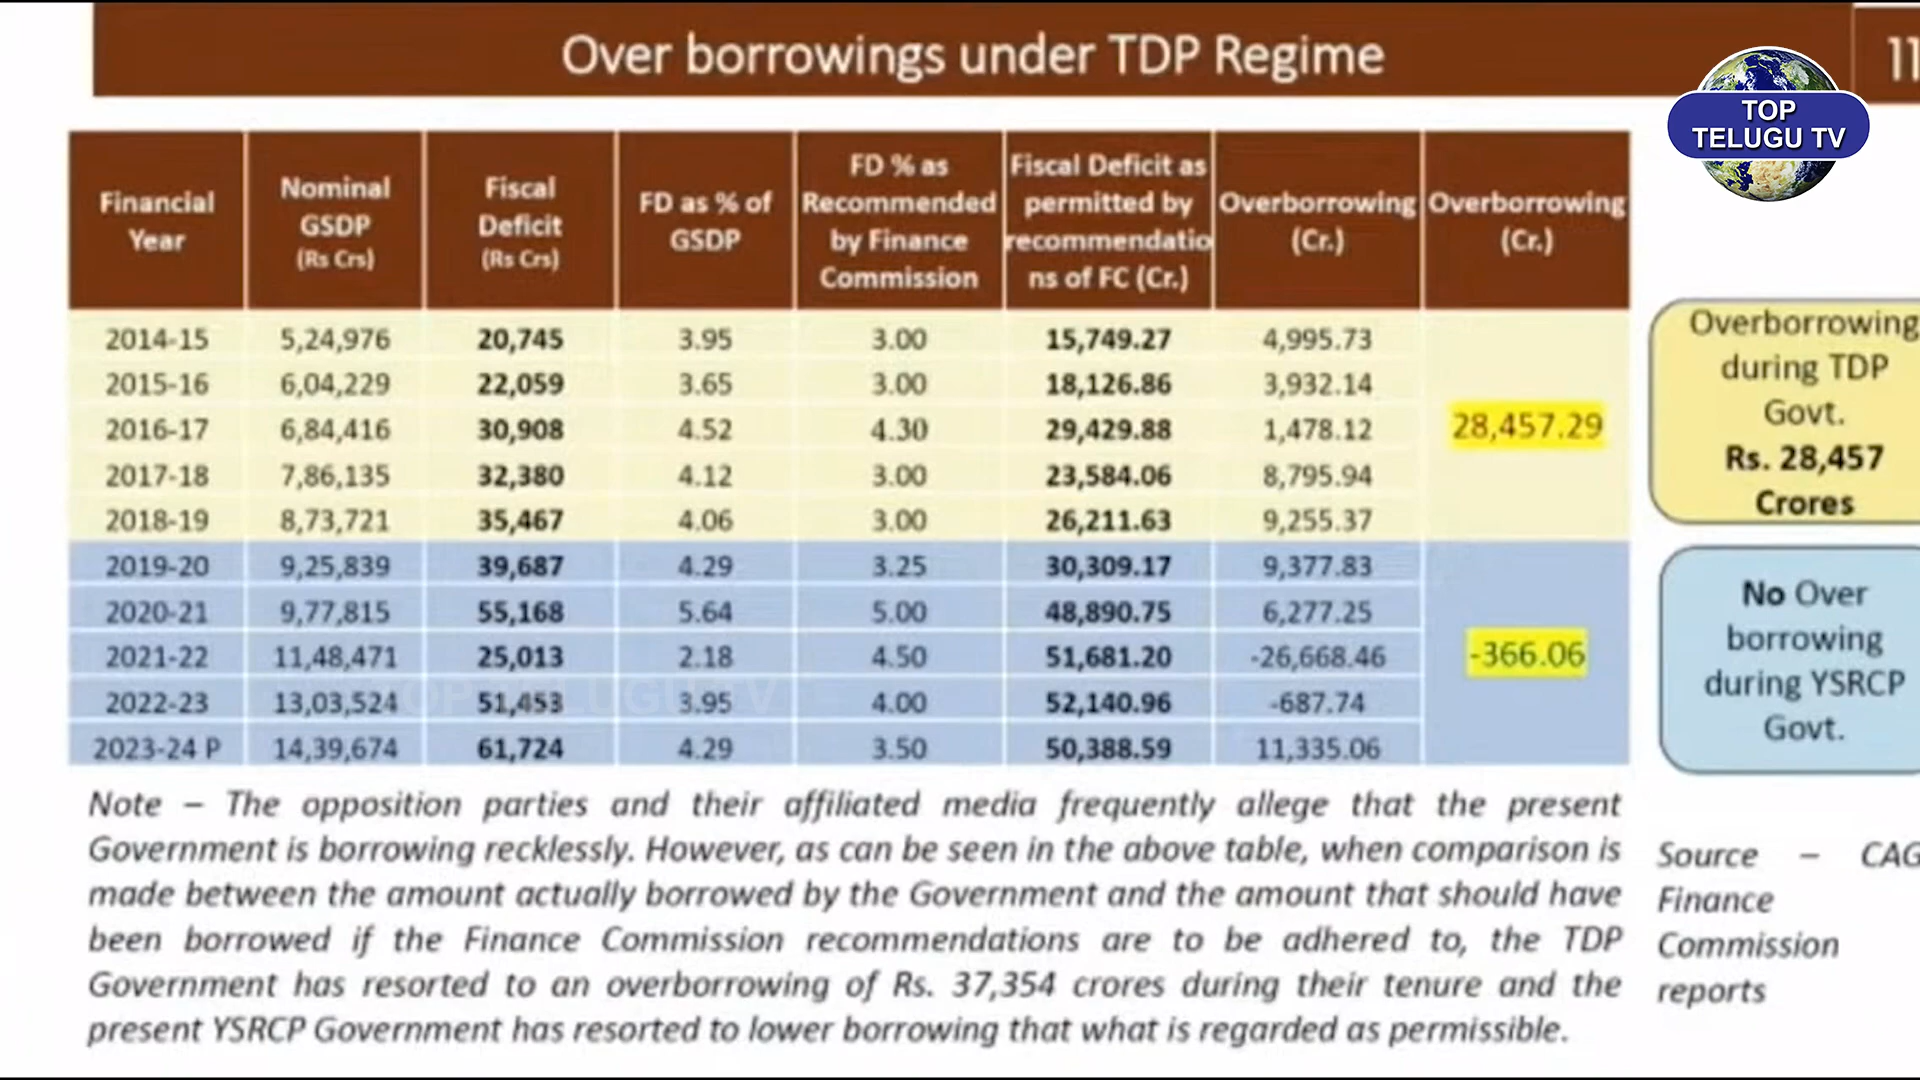 Over borrowings under TDP Regime
11
TOP
TELUGU TV
Financial Year | Nominal GSDP (Rs Crs) | Fiscal Deficit (Rs Crs) | FD as % of GSDP | FD % as Recommended by Finance Commission | Fiscal Deficit as permitted by recommendatio ns of FC (Cr.) | Overborrowing (Cr.) | Overborrowing (Cr.)
2014-15 5,24,976 20,745 3.95 3.00 15,749.27 4,995.73
2015-16 6,04,229 22,059 3.65 3.00 18,126.86 3,932.14
2016-17 6,84,416 30,908 4.52 4.30 29,429.88 1,478.12 28,457.29
2017-18 7,86,135 32,380 4.12 3.00 23,584.06 8,795.94
2018-19 8,73,721 35,467 4.06 3.00 26,211.63 9,255.37
2019-20 9,25,839 39,687 4.29 3.25 30,309.17 9,377.83
2020-21 9,77,815 55,168 5.64 5.00 48,890.75 6,277.25
2021-22 11,48,471 25,013 2.18 4.50 51,681.20 -26,668.46 -366.06
2022-23 13,03,524 51,453 3.95 4.00 52,140.96 -687.74
2023-24 P 14,39,674 61,724 4.29 3.50 50,388.59 11,335.06
TOP TELUGU TV
Overborrowing
during TDP
Govt.
Rs. 28,457
Crores
No Over
borrowing
during YSRCP
Govt.
Note – The opposition parties and their affiliated media frequently allege that the present
Government is borrowing recklessly. However, as can be seen in the above table, when comparison is
made between the amount actually borrowed by the Government and the amount that should have
been borrowed if the Finance Commission recommendations are to be adhered to, the TDP
Government has resorted to an overborrowing of Rs. 37,354 crores during their tenure and the
present YSRCP Government has resorted to lower borrowing that what is regarded as permissible.
Source – CAG
Finance
Commission
reports